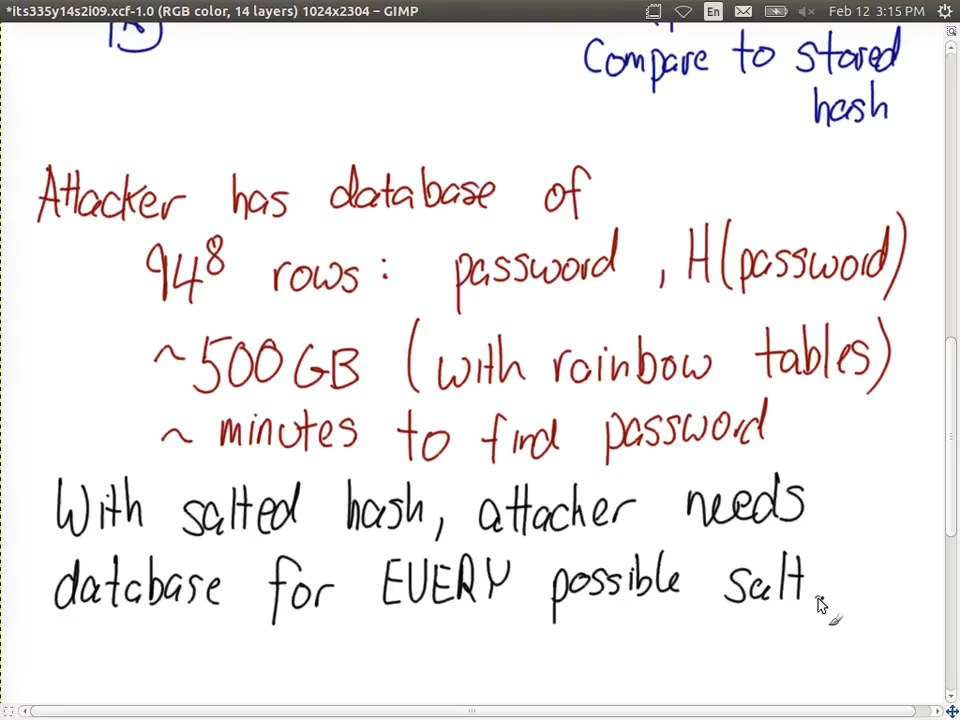 *its335y14s2i09.xcf-1.0 (RGB color, 14 layers) 1024x2304 – GIMP
En
Feb 12 3:15 PM
Compare to stored
hash
Attacker has database of
94⁸ rows: password, H(password)
~500GB (with rainbow tables)
~ minutes to find password
With salted hash, attacker needs
database for EVERY possible salt.